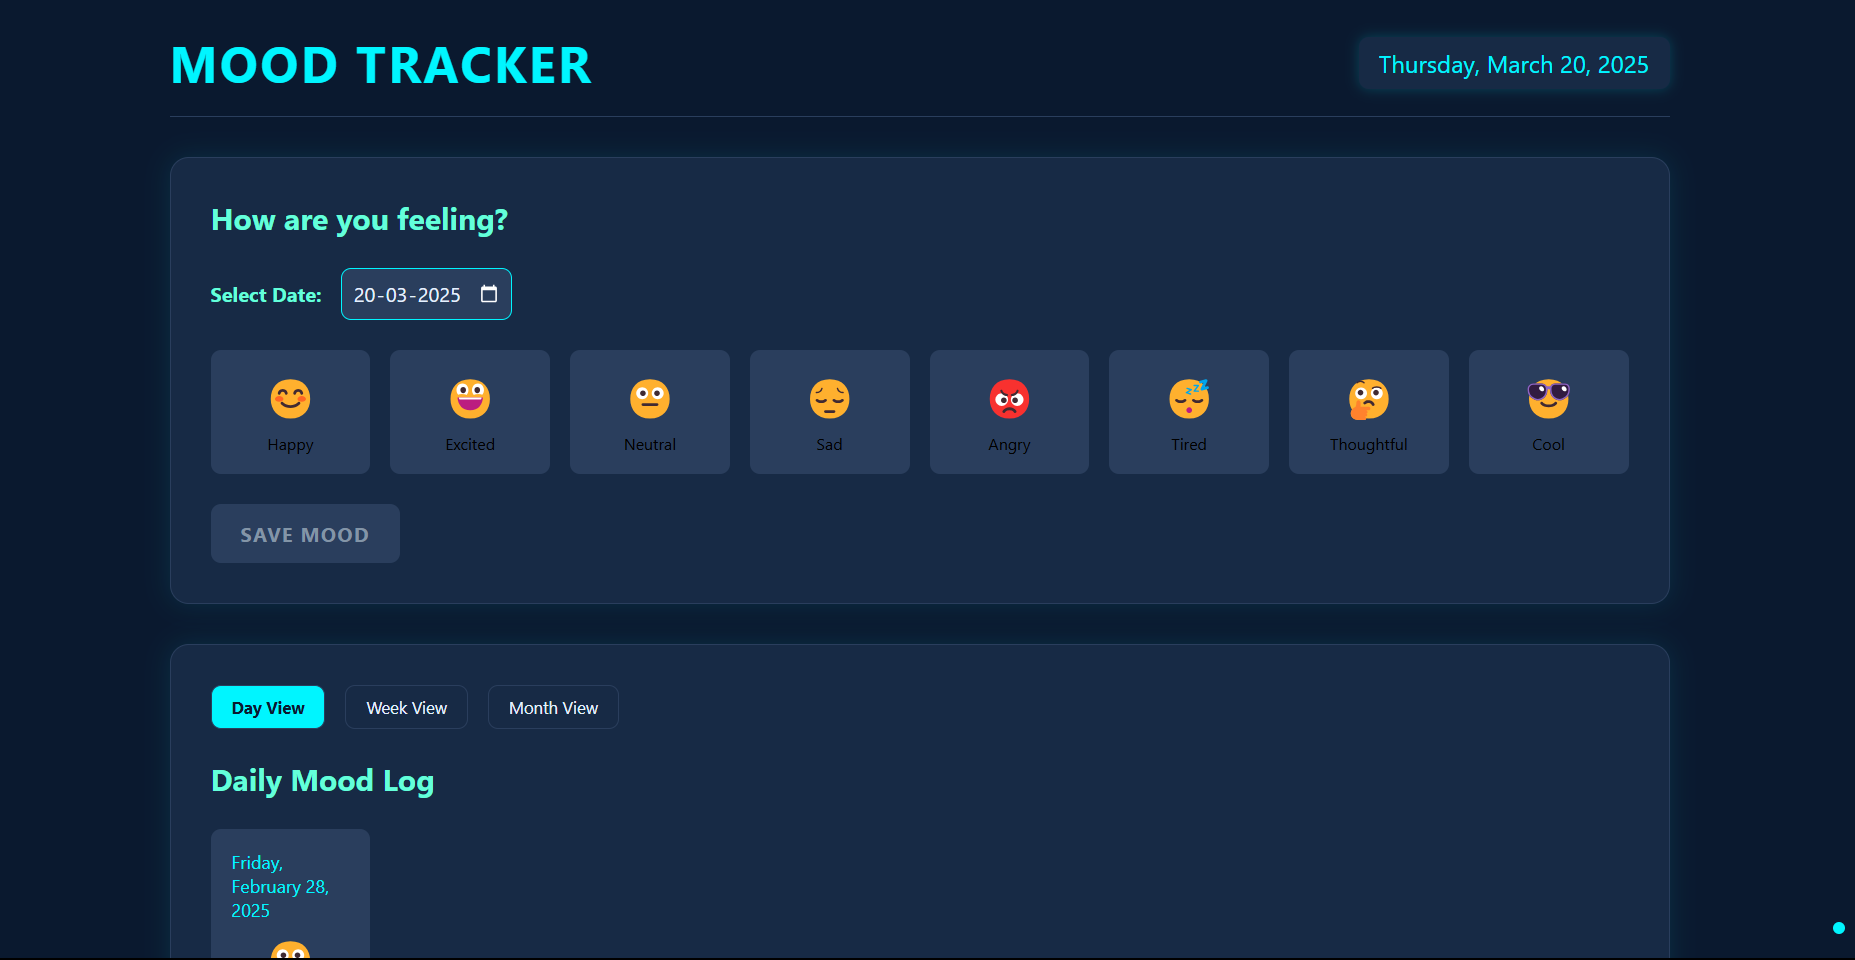 MOOD TRACKER
Thursday, March 20, 2025
How are you feeling?
Select Date: 20-03-2025
Happy Excited Neutral Sad Angry Tired Thoughtful Cool
SAVE MOOD
Day View Week View Month View
Daily Mood Log
Friday,
February 28,
2025